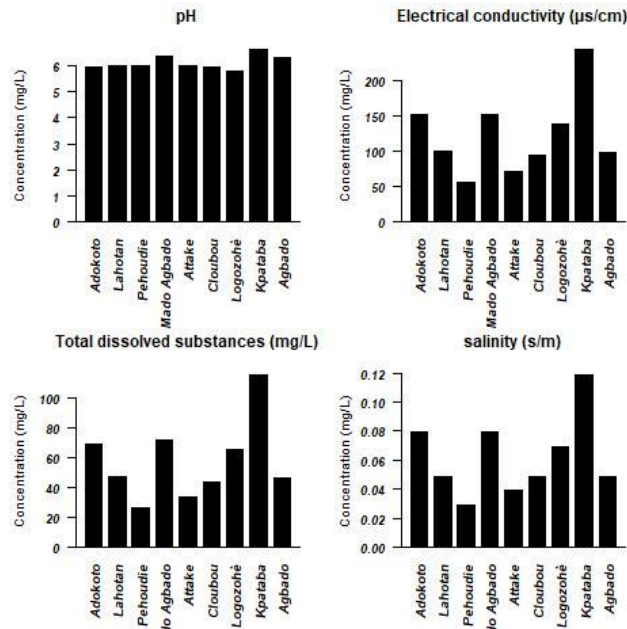 pH
Concentration (mg/L)
6
5
4
3
2
1
0
Adokoto
Lahotan
Pehoudie
Mado Agbado
Attake
Cloubou
Logozohè
Kpataba
Agbado
Electrical conductivity (µs/cm)
Concentration (mg/L)
200
150
100
50
0
Adokoto
Lahotan
Pehoudie
Mado Agbado
Attake
Cloubou
Logozohè
Kpataba
Agbado
Total dissolved substances (mg/L)
Concentration (mg/L)
100
80
60
40
20
0
Adokoto
Lahotan
Pehoudie
do Agbado
Attake
Cloubou
Logozohè
Kpataba
Agbado
salinity (s/m)
Concentration (mg/L)
0.12
0.10
0.08
0.06
0.04
0.02
0.00
Adokoto
Lahotan
Pehoudie
do Agbado
Attake
Cloubou
Logozohè
Kpataba
Agbado